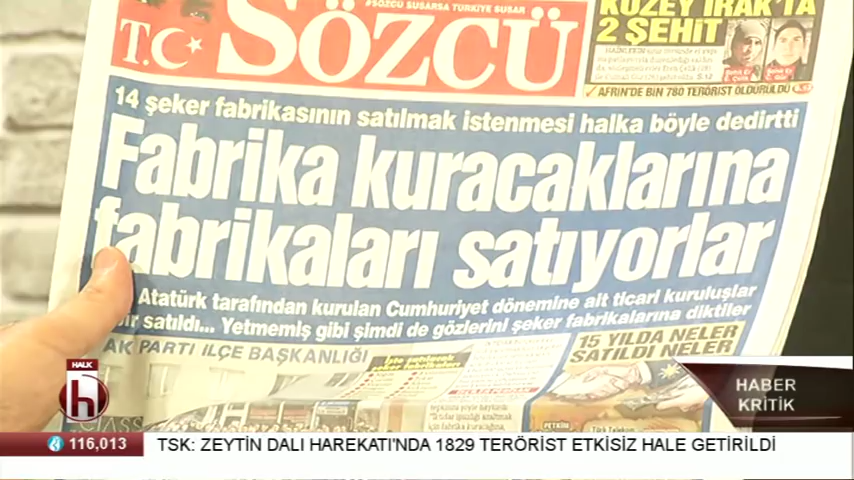 #SÖZCÜ SUSARSA TÜRKİYE SUSAR
T.C
SÖZCÜ
KUZEY IRAK'TA
2 ŞEHİT
AFRİN'DE BİN 780 TERÖRİST ÖLDÜRÜLDÜ
14 şeker fabrikasının satılmak istenmesi halka böyle dedirtti
Fabrika kuracaklarına
fabrikaları satıyorlar
Atatürk tarafından kurulan Cumhuriyet dönemine ait ticari kuruluşlar
bir satıldı... Yetmemiş gibi şimdi de gözlerini şeker fabrikalarına diktiler
AK PARTİ İLÇE BAŞKANLIĞI
15 YILDA NELER
SATILDI NELER
PETKİM
Türk Telekom
HALK
h
HABER
KRİTİK
116,013
TSK: ZEYTİN DALI HAREKATI'NDA 1829 TERÖRİST ETKİSİZ HALE GETİRİLDİ